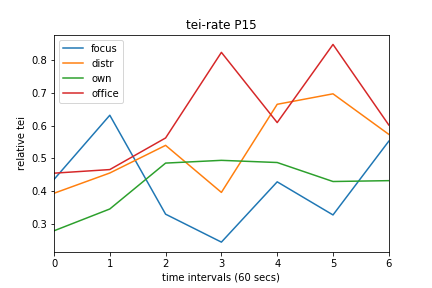 tei-rate P15
focus
distr
own
office
relative tei
0.8
0.7
0.6
0.5
0.4
0.3
0 1 2 3 4 5 6
time intervals (60 secs)